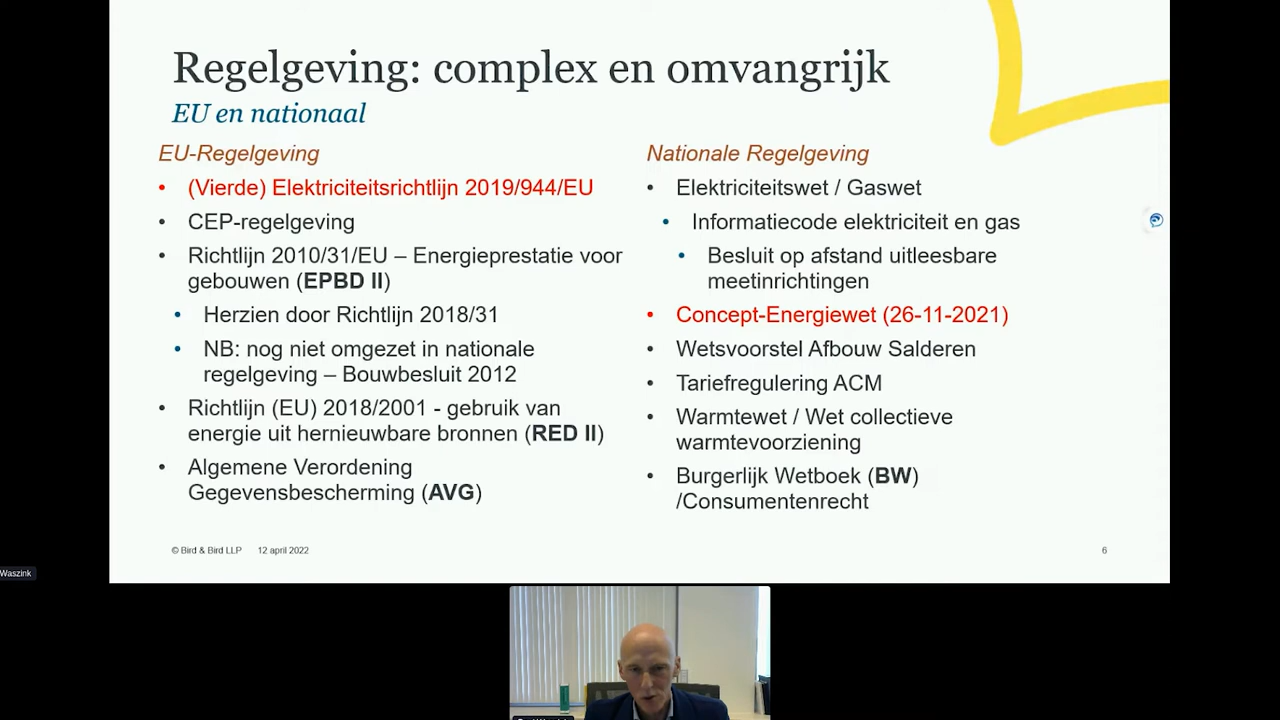 Regelgeving: complex en omvangrijk
EU en nationaal
EU-Regelgeving
• (Vierde) Elektriciteitsrichtlijn 2019/944/EU
• CEP-regelgeving
• Richtlijn 2010/31/EU – Energieprestatie voor
gebouwen (EPBD II)
• Herzien door Richtlijn 2018/31
• NB: nog niet omgezet in nationale
regelgeving – Bouwbesluit 2012
• Richtlijn (EU) 2018/2001 - gebruik van
energie uit hernieuwbare bronnen (RED II)
• Algemene Verordening
Gegevensbescherming (AVG)
Nationale Regelgeving
• Elektriciteitswet / Gaswet
• Informatiecode elektriciteit en gas
• Besluit op afstand uitleesbare
meetinrichtingen
• Concept-Energiewet (26-11-2021)
• Wetsvoorstel Afbouw Salderen
• Tariefregulering ACM
• Warmtewet / Wet collectieve
warmtevoorziening
• Burgerlijk Wetboek (BW)
/Consumentenrecht
© Bird & Bird LLP 12 april 2022
6
Waszink